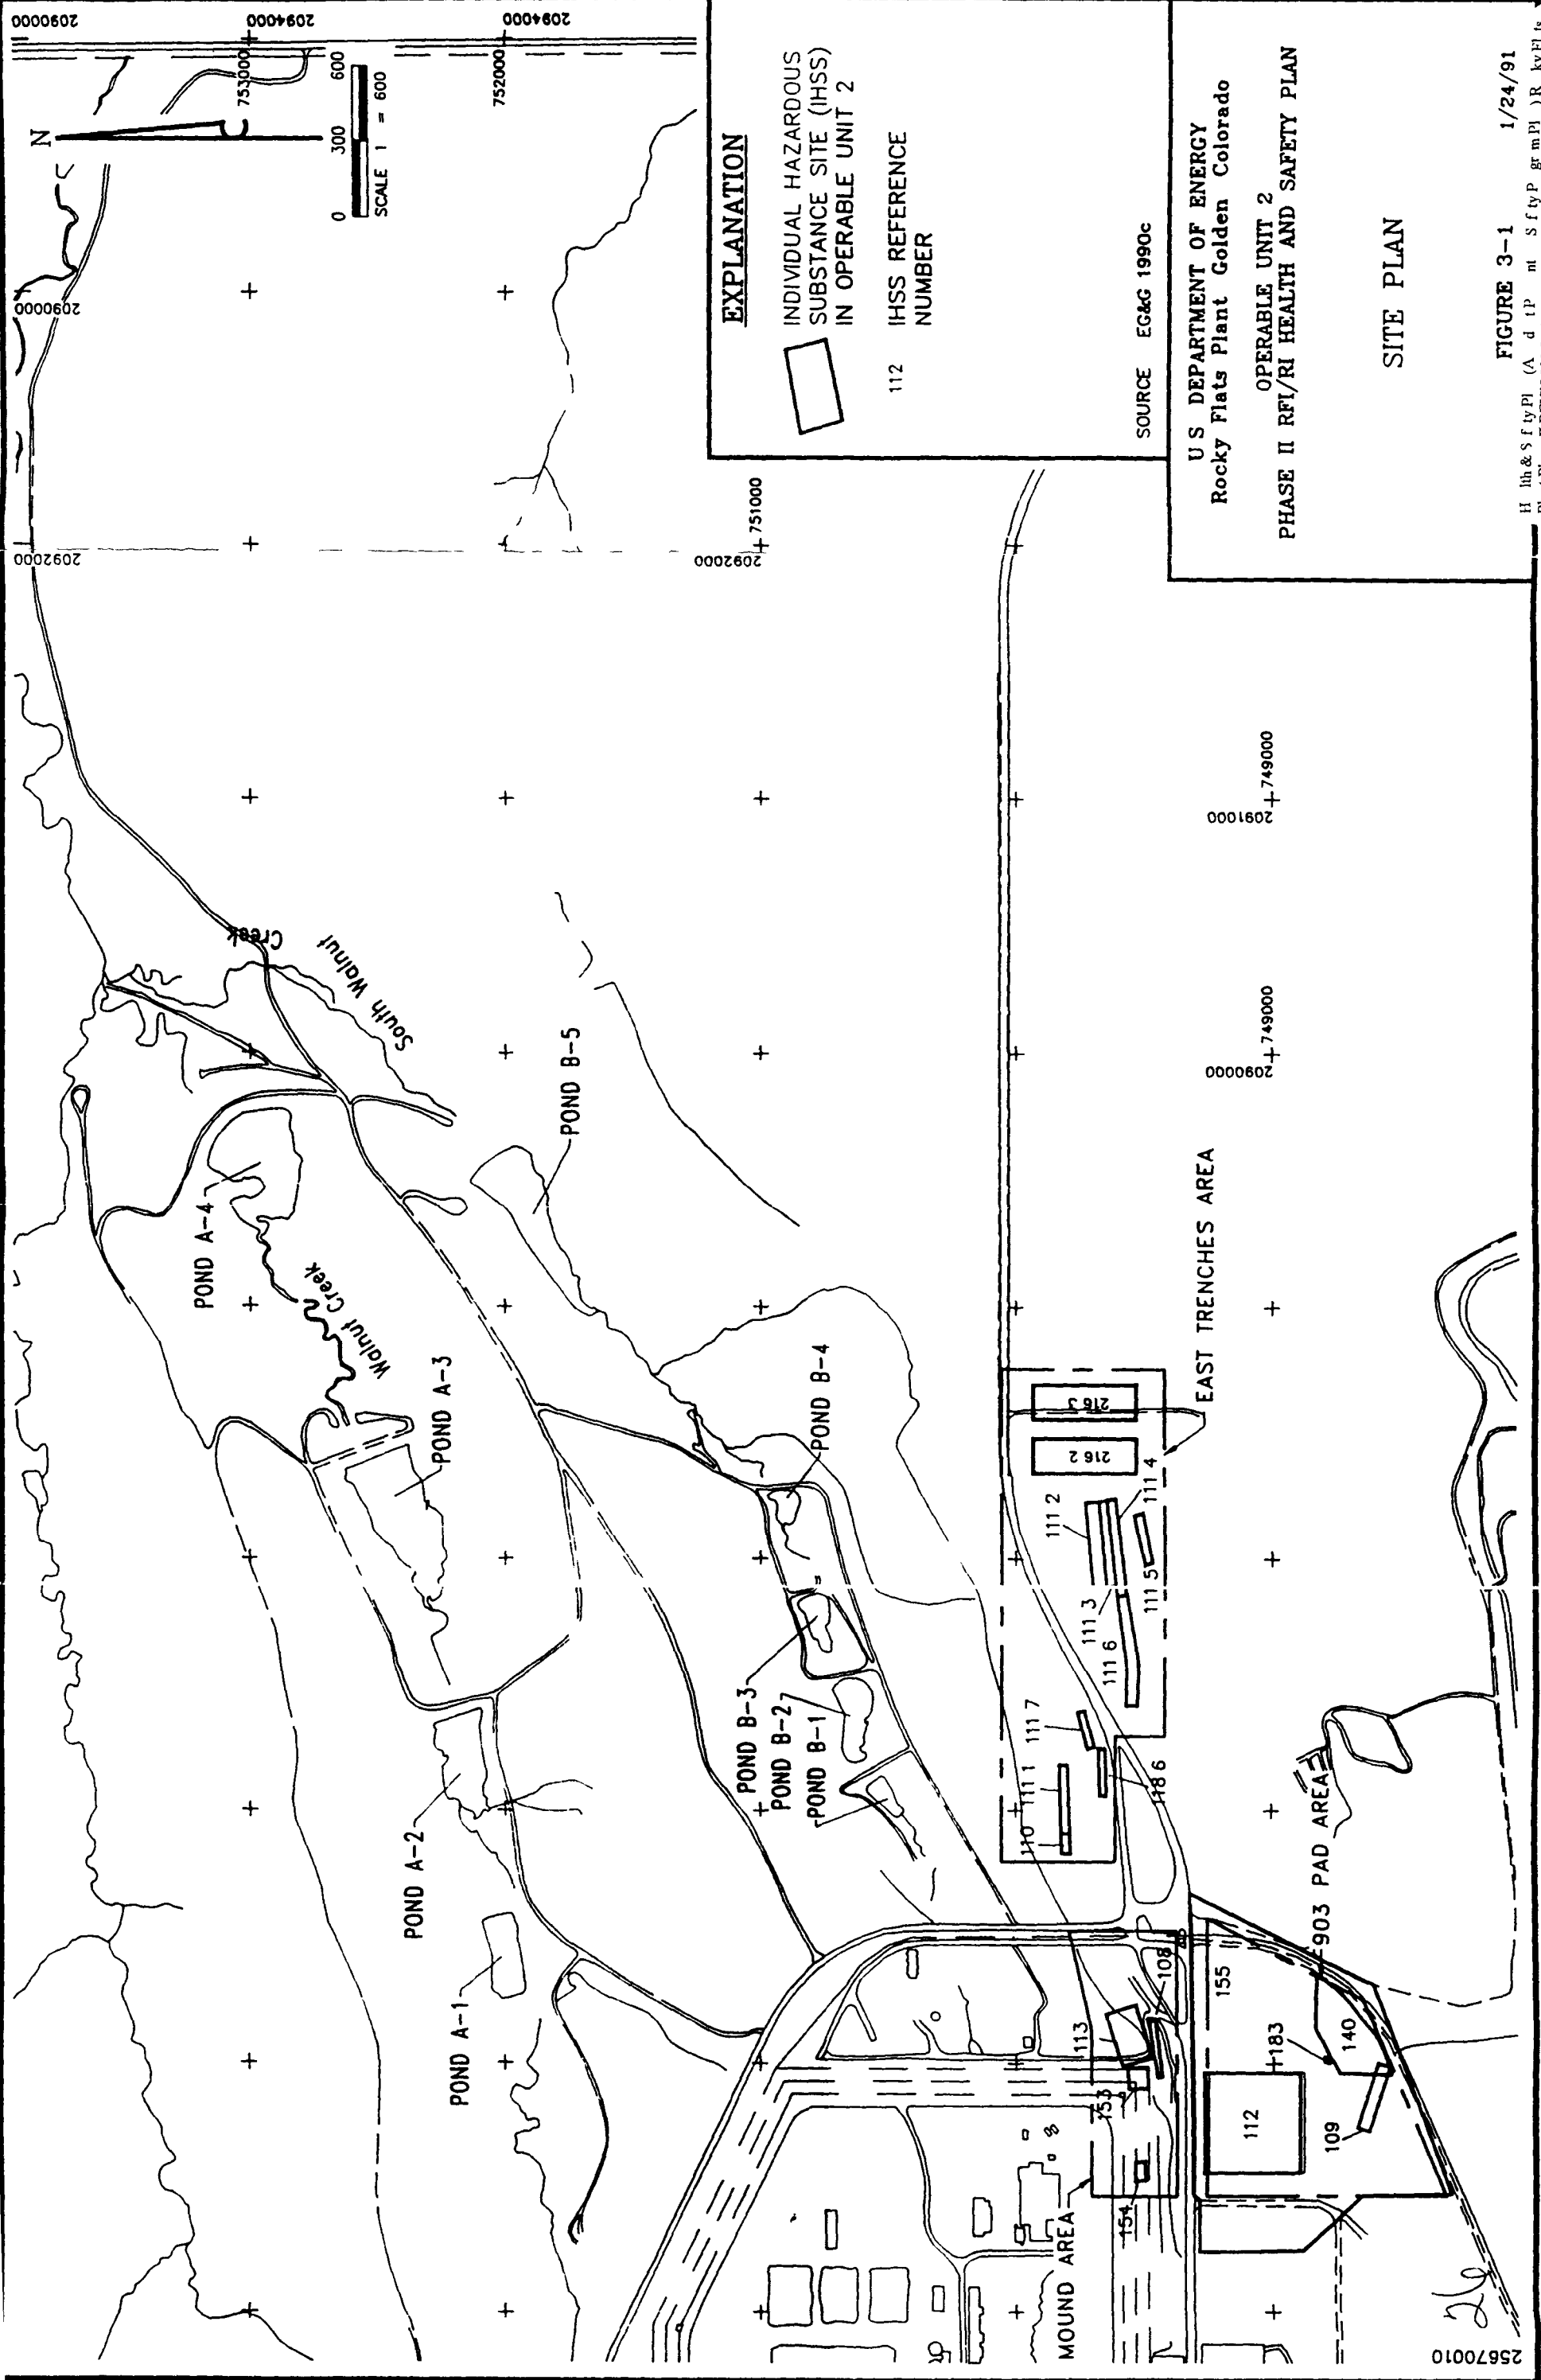 N
0 300 600
SCALE 1 = 600
2090000
2094000
2094000
753000
752000
2090000
2092000
2092000
751000
2091000
749000
2090000
749000
South Walnut
Creek
Walnut Creek
POND A-4
POND A-3
POND A-2
POND A-1
POND B-5
POND B-4
POND B-3
POND B-2
POND B-1
EAST TRENCHES AREA
216 3
216 2
111 2
111 4
111 3
111 5
111 6
111 7
111 1
110
118 6
MOUND AREA
113
108
153
154
903 PAD AREA
155
183
140
112
109
EXPLANATION
INDIVIDUAL HAZARDOUS
SUBSTANCE SITE (IHSS)
IN OPERABLE UNIT 2
112 IHSS REFERENCE
NUMBER
SOURCE EG&G 1990c
U S DEPARTMENT OF ENERGY
Rocky Flats Plant Golden Colorado
OPERABLE UNIT 2
PHASE II RFI/RI HEALTH AND SAFETY PLAN
SITE PLAN
FIGURE 3-1 1/24/91
25670010
26